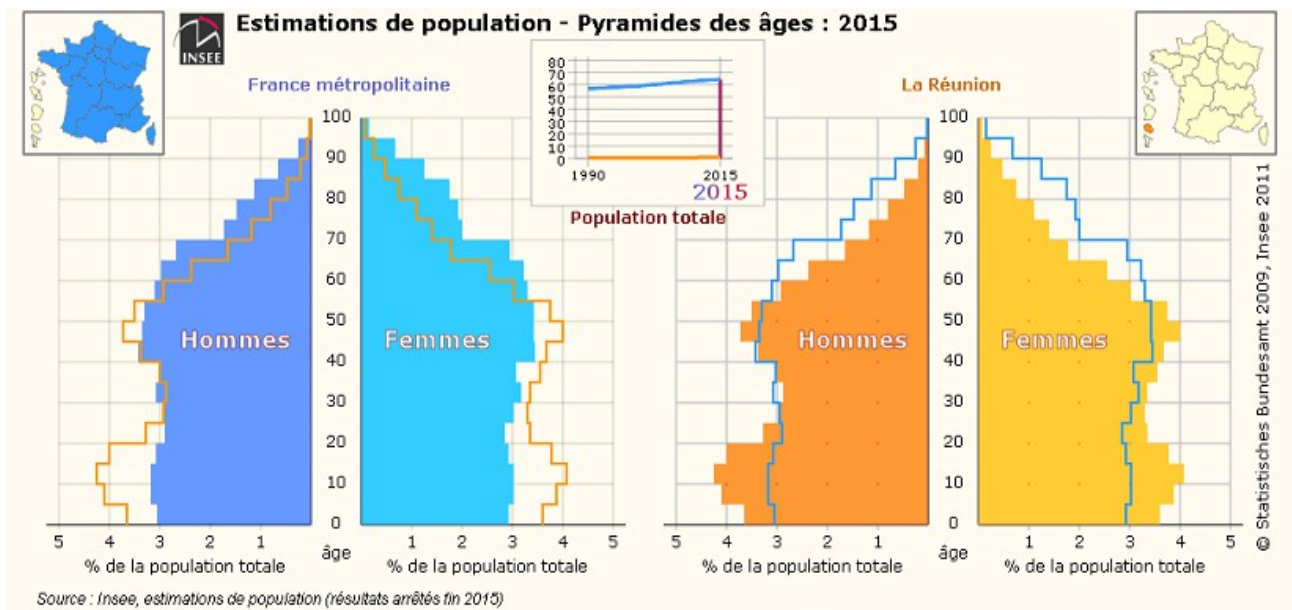 Estimations de population - Pyramides des âges : 2015
INSEE
France métropolitaine
La Réunion
80
70
60
50
40
30
20
10
0
1990
2015
2015
Population totale
100
90
80
70
60
50
40
30
20
10
0
100
90
80
70
60
50
40
30
20
10
0
Hommes
Femmes
Hommes
Femmes
5 4 3 2 1 âge 1 2 3 4 5
5 4 3 2 1 âge 1 2 3 4 5
% de la population totale
% de la population totale
% de la population totale
% de la population totale
© Statistisches Bundesamt 2009, Insee 2011
Source : Insee, estimations de population (résultats arrêtés fin 2015)